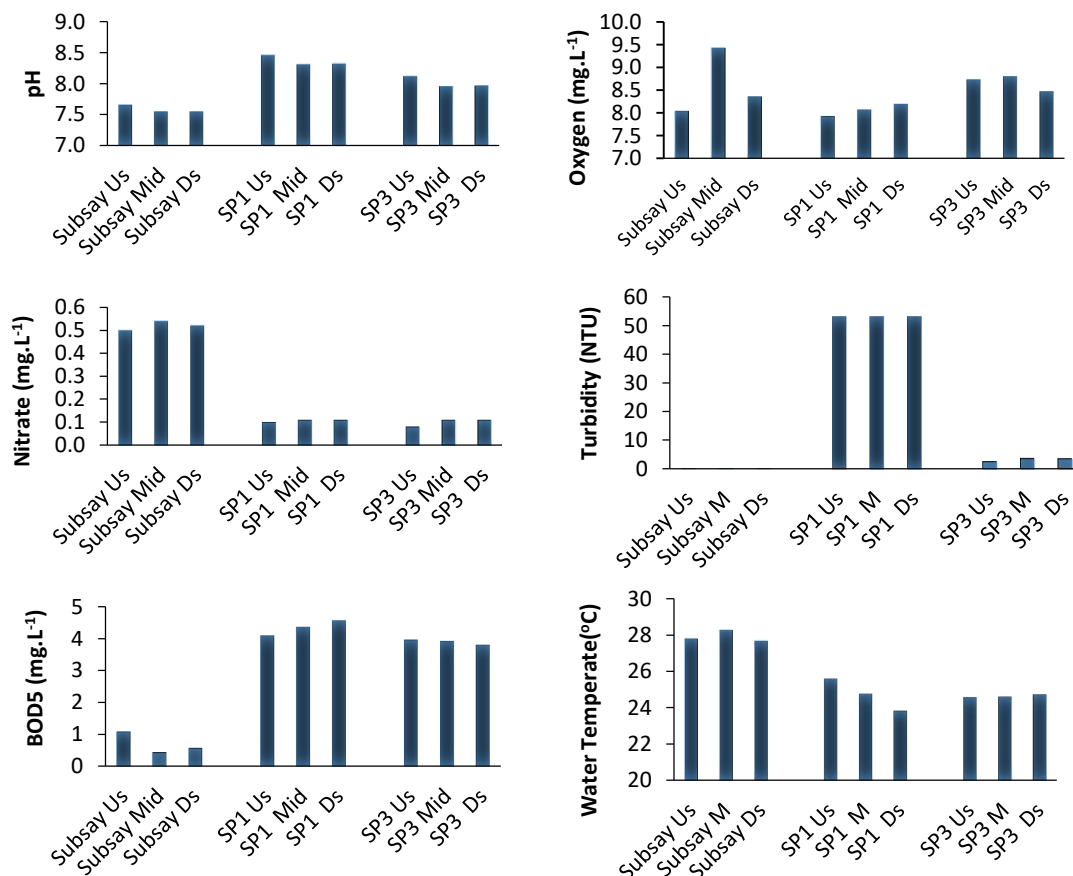 pH
9.0
8.5
8.0
7.5
7.0
Subsay Us
Subsay Mid
Subsay Ds
SP1 Us
SP1 Mid
SP1 Ds
SP3 Us
SP3 Mid
SP3 Ds
Oxygen (mg.L⁻¹)
10.0
9.5
9.0
8.5
8.0
7.5
7.0
Subsay Us
Subsay Mid
Subsay Ds
SP1 Us
SP1 Mid
SP1 Ds
SP3 Us
SP3 Mid
SP3 Ds
Nitrate (mg.L⁻¹)
0.6
0.5
0.4
0.3
0.2
0.1
0.0
Subsay Us
Subsay Mid
Subsay Ds
SP1 Us
SP1 Mid
SP1 Ds
SP3 Us
SP3 Mid
SP3 Ds
Turbidity (NTU)
60
50
40
30
20
10
0
Subsay Us
Subsay M
Subsay Ds
SP1 Us
SP1 M
SP1 Ds
SP3 Us
SP3 M
SP3 Ds
BOD5 (mg.L⁻¹)
5
4
3
2
1
0
Subsay Us
Subsay Mid
Subsay Ds
SP1 Us
SP1 Mid
SP1 Ds
SP3 Us
SP3 Mid
SP3 Ds
Water Temperate(ºC)
30
28
26
24
22
20
Subsay Us
Subsay M
Subsay Ds
SP1 Us
SP1 M
SP1 Ds
SP3 Us
SP3 M
SP3 Ds